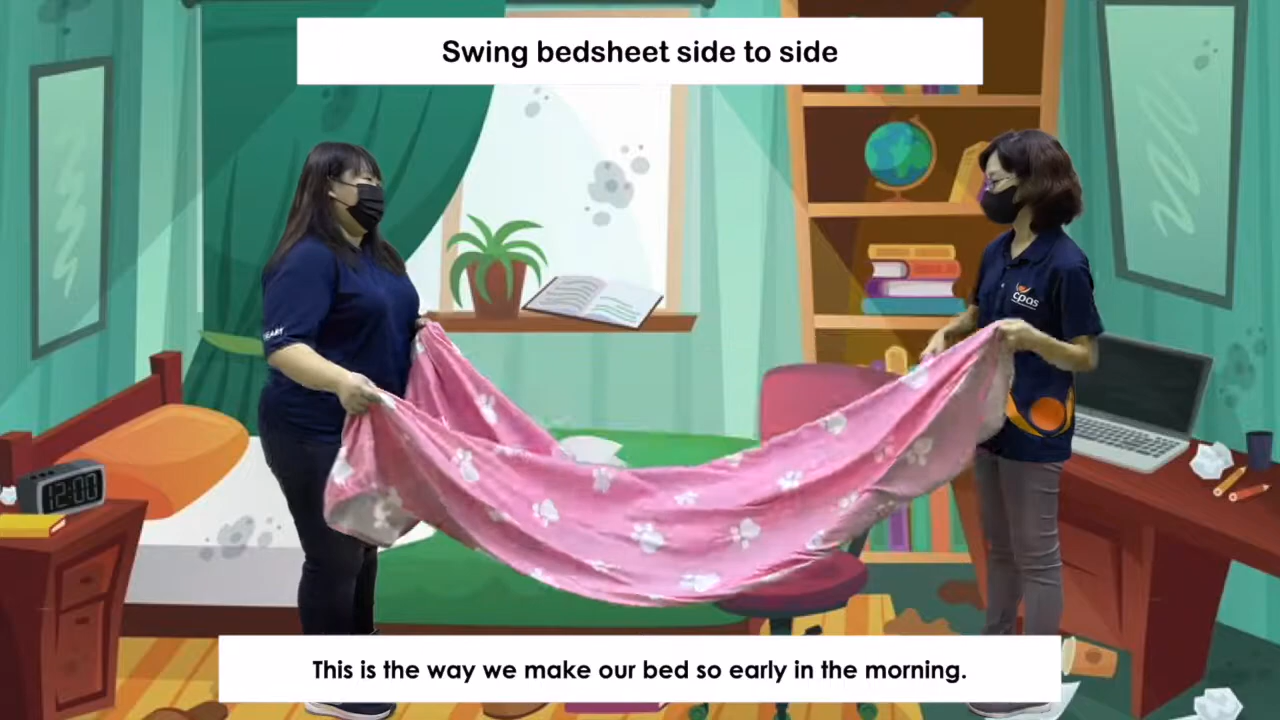 Swing bedsheet side to side
cpas
12:00
This is the way we make our bed so early in the morning.